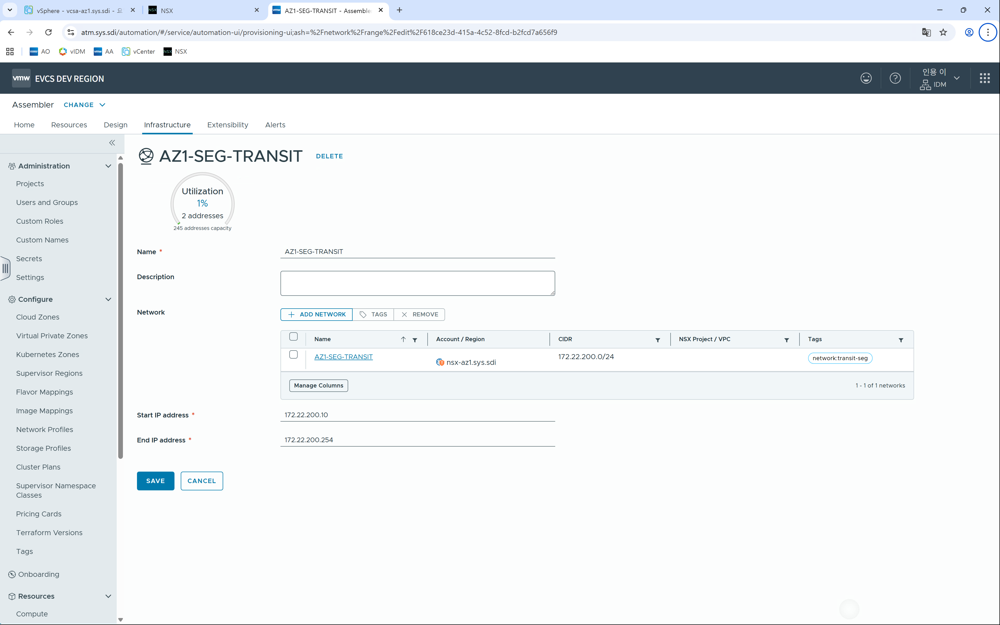 vSphere - vcsa-az1.sys.sdi -
NSX NSX
vmw AZ1-SEG-TRANSIT - Assemble
atm.sys.sdi/automation/#/service/automation-ui/provisioning-ui;ash=%2Fnetwork%2Frange%2Fedit%2F618ce23d-415a-4c52-8fcd-b2fcd7a656f9
vmw AO
vIDM
vmw AA
vCenter
NSX NSX
vmw EVCS DEV REGION
인용 이
IDM
Assembler CHANGE
Home Resources Design Infrastructure Extensibility Alerts
Administration
Projects
Users and Groups
Custom Roles
Custom Names
Secrets
Settings
Configure
Cloud Zones
Virtual Private Zones
Kubernetes Zones
Supervisor Regions
Flavor Mappings
Image Mappings
Network Profiles
Storage Profiles
Cluster Plans
Supervisor Namespace
Classes
Pricing Cards
Terraform Versions
Tags
Onboarding
Resources
Compute
AZ1-SEG-TRANSIT DELETE
Utilization
1%
2 addresses
245 addresses capacity
Name * AZ1-SEG-TRANSIT
Description
Network ADD NETWORK TAGS REMOVE
Name Account / Region CIDR NSX Project / VPC Tags
AZ1-SEG-TRANSIT nsx-az1.sys.sdi 172.22.200.0/24 network:transit-seg
Manage Columns 1 - 1 of 1 networks
Start IP address * 172.22.200.10
End IP address * 172.22.200.254
SAVE CANCEL